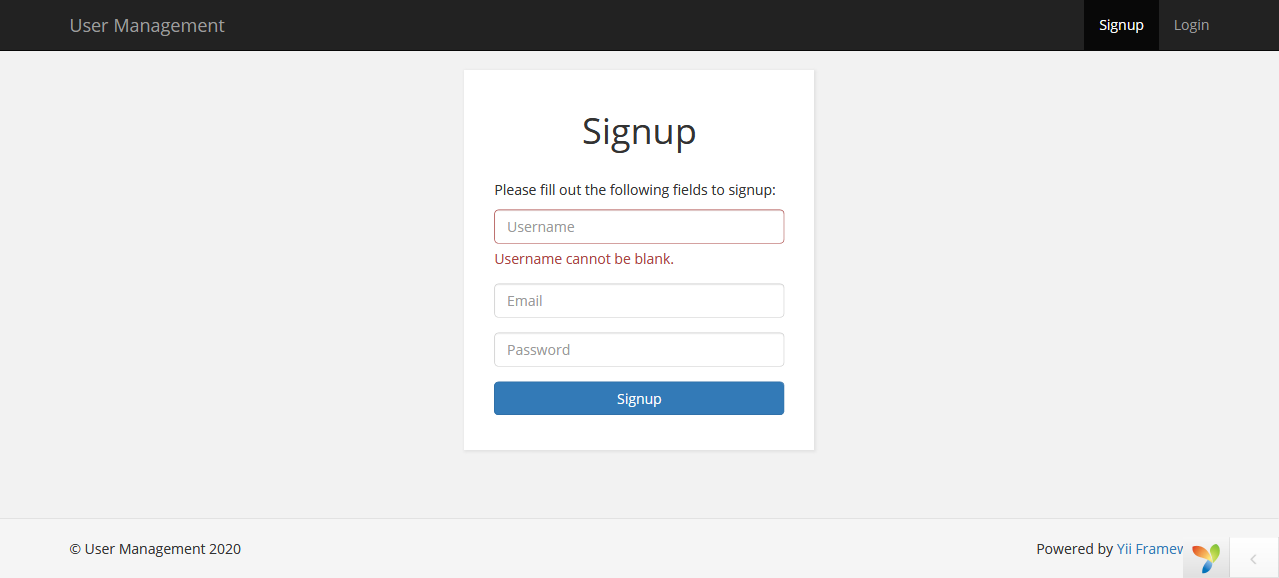 User Management
Signup
Login
Signup
Please fill out the following fields to signup:
Username
Username cannot be blank.
Email
Password
Signup
© User Management 2020
Powered by Yii